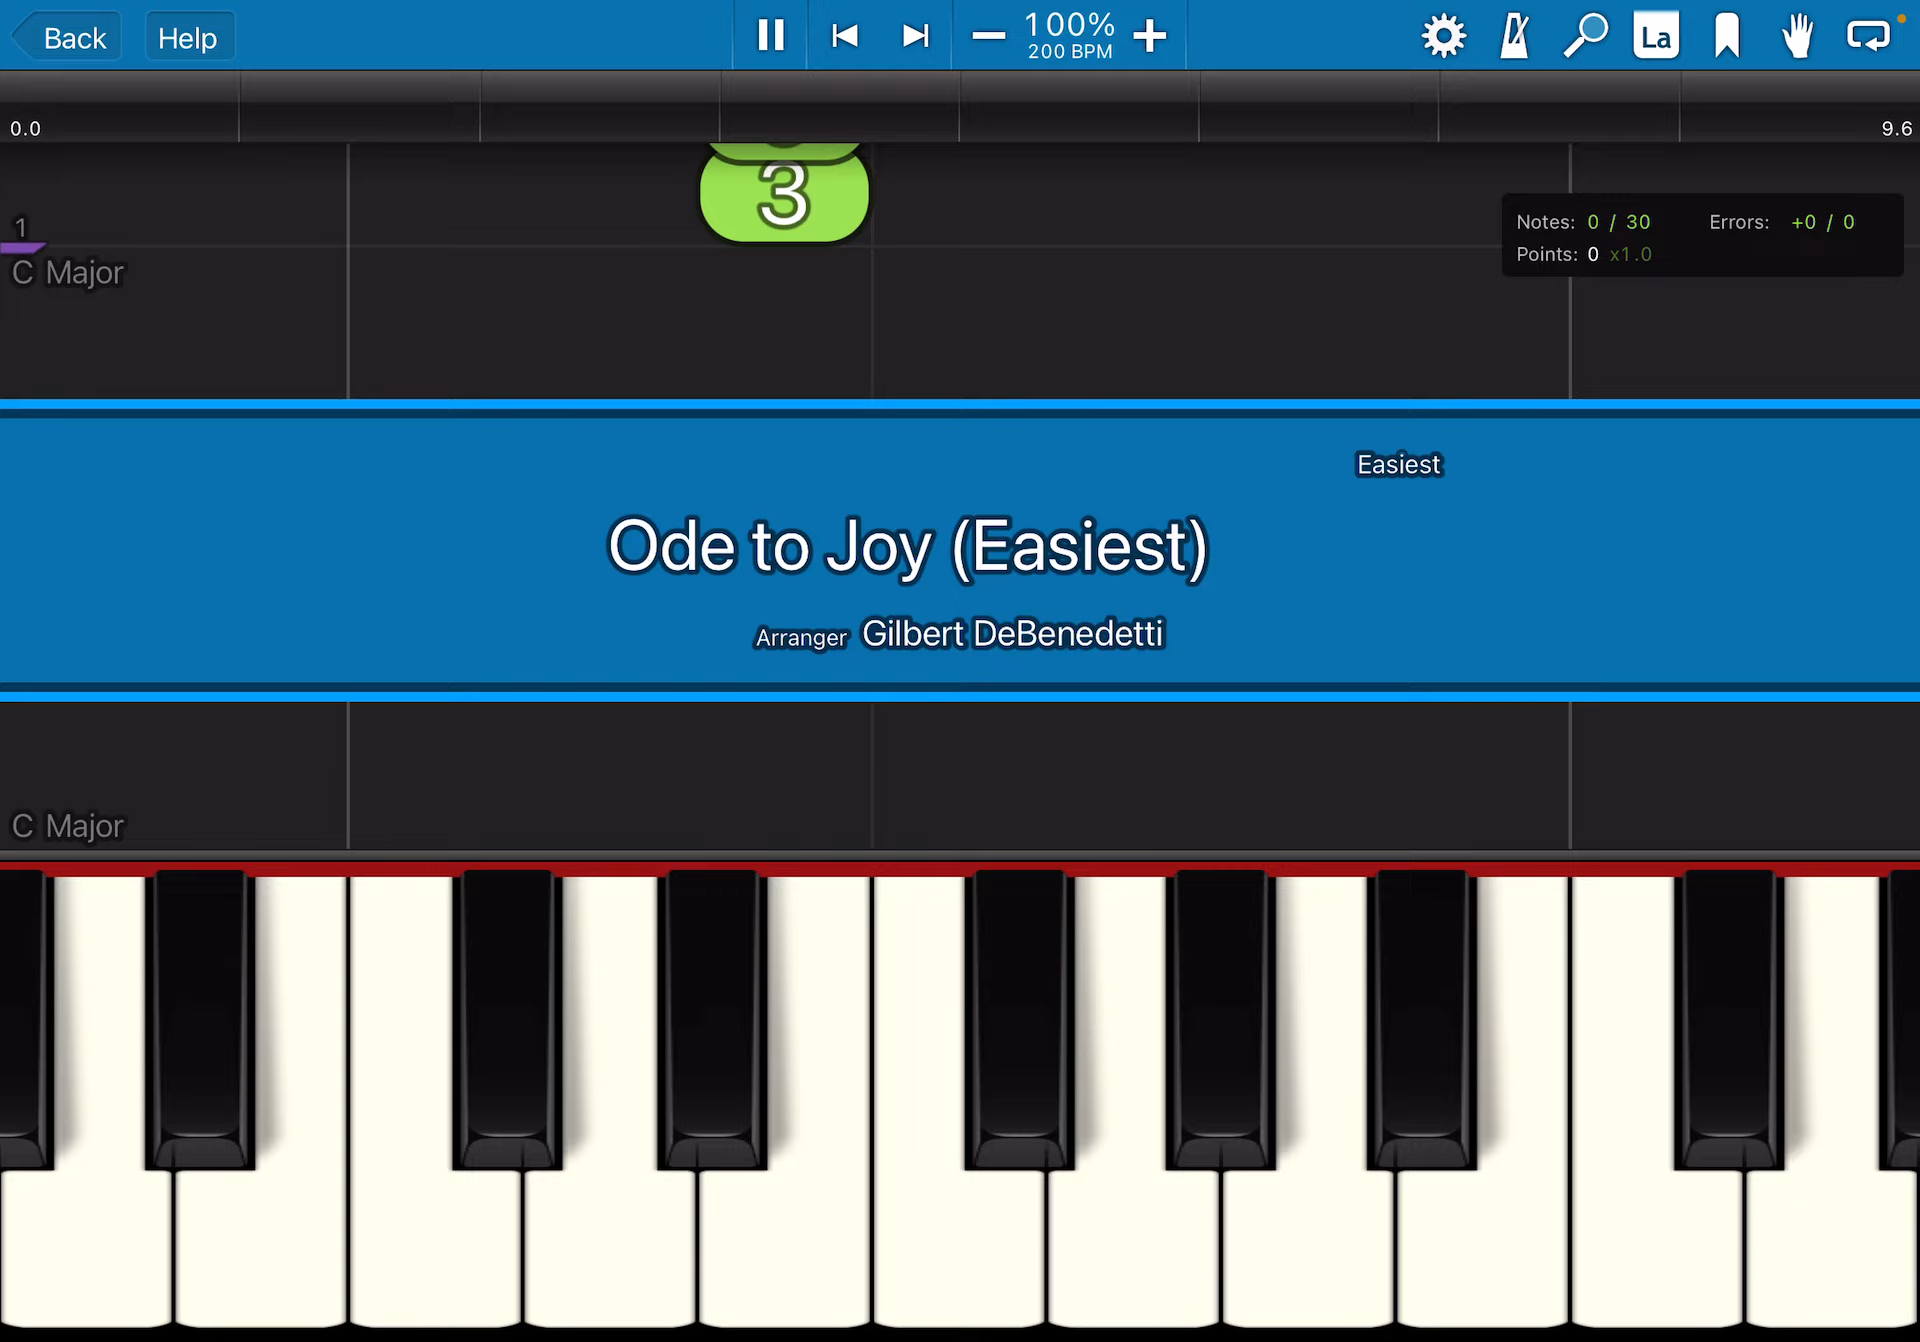 Back Help 100% La
200 BPM
0.0 9.6
3
1
Notes: 0 / 30 Errors: +0 / 0
Points: 0 x1.0
C Major
Easiest
Ode to Joy (Easiest)
Arranger Gilbert DeBenedetti
C Major